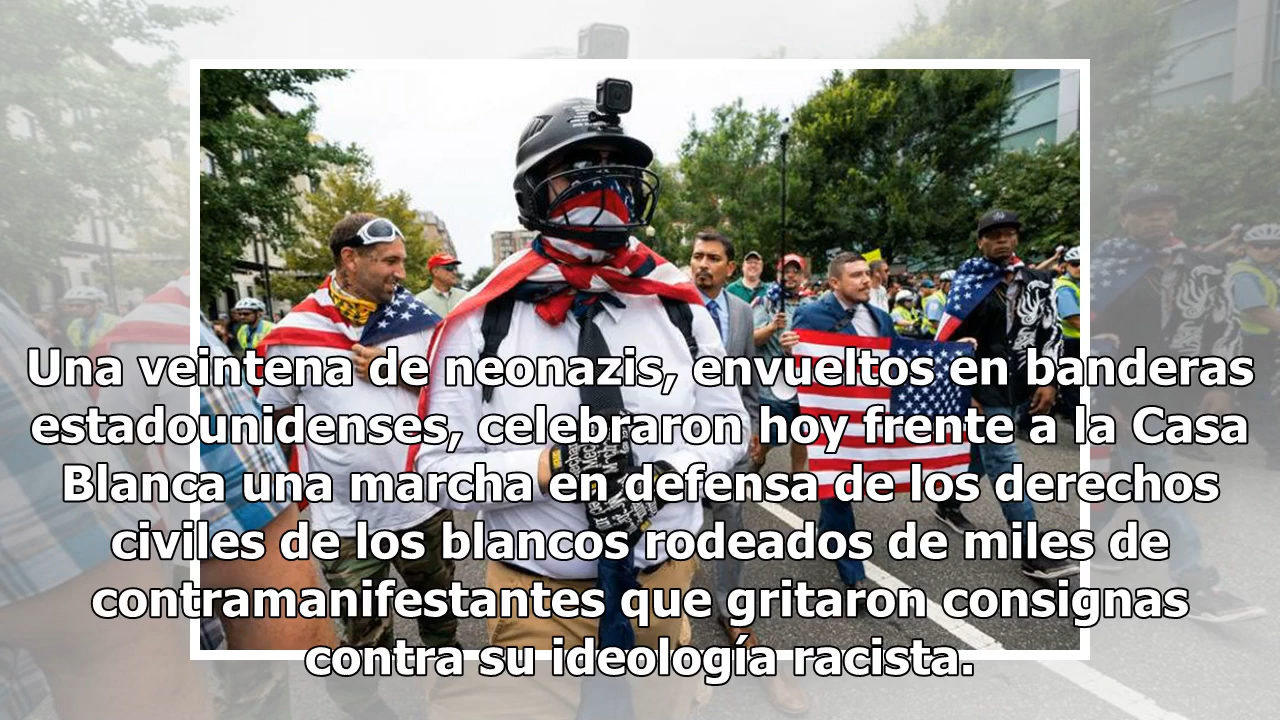 Una veintena de neonazis, envueltos en banderas
estadounidenses, celebraron hoy frente a la Casa
Blanca una marcha en defensa de los derechos
civiles de los blancos rodeados de miles de
contramanifestantes que gritaron consignas
contra su ideología racista.